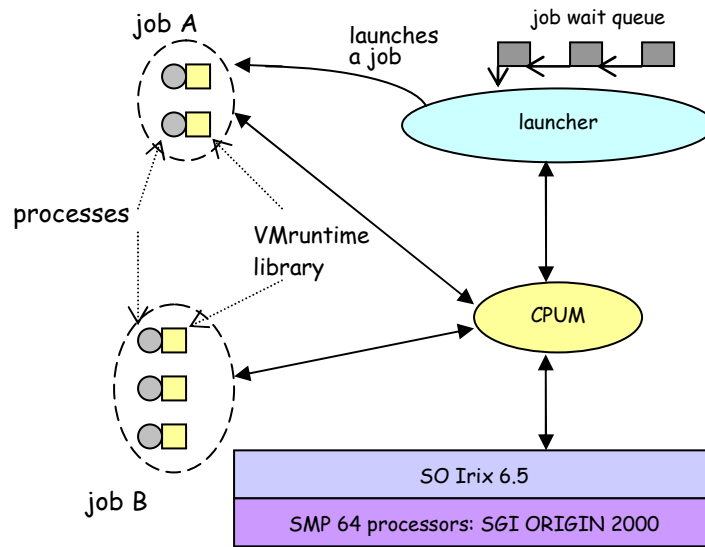 job A
job wait queue
launches
a job
launcher
processes
VMruntime
library
CPUM
job B
SO Irix 6.5
SMP 64 processors: SGI ORIGIN 2000